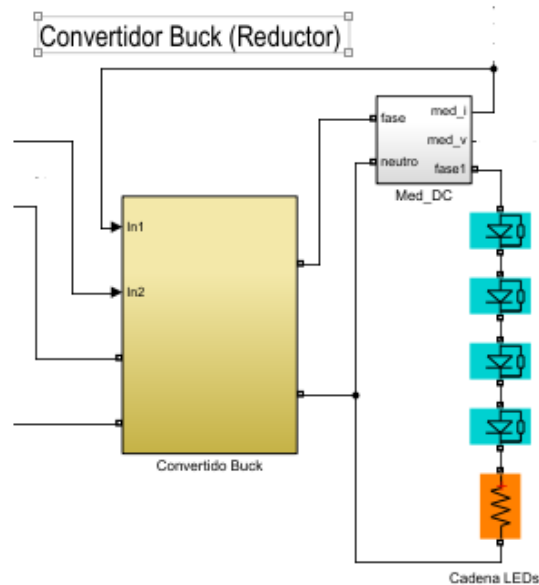 Convertidor Buck (Reductor)
fase
med_i
med_v
neutro
fase1
Med_DC
In1
In2
Convertido Buck
Cadena LEDs